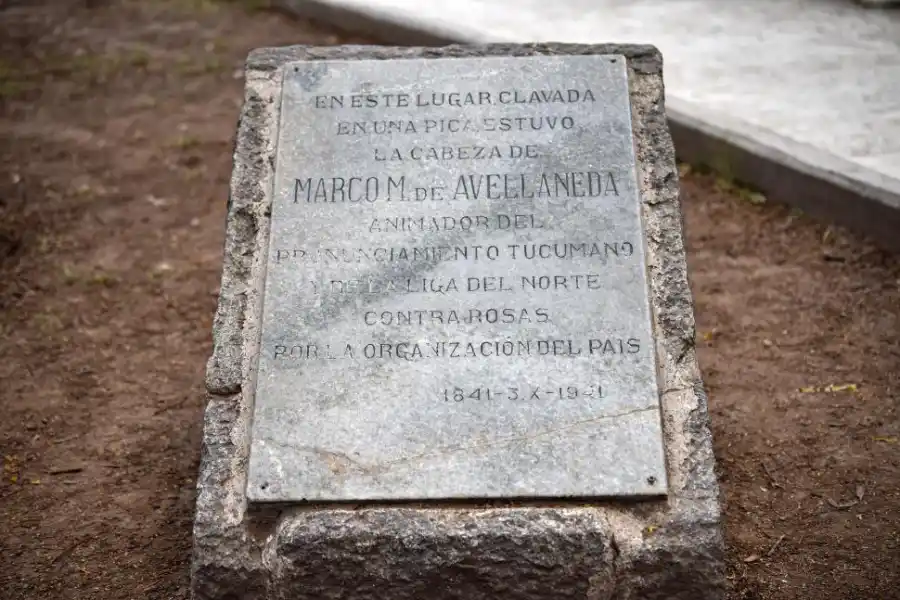 EN ESTE LUGAR, CLAVADA
EN UNA PICA, ESTUVO
LA CABEZA DE
MARCO M. DE AVELLANEDA
ANIMADOR DEL
PRONUNCIAMIENTO TUCUMANO
Y DE LA LIGA DEL NORTE
CONTRA ROSAS
POR LA ORGANIZACIÓN DEL PAIS
1841-3.X-1941